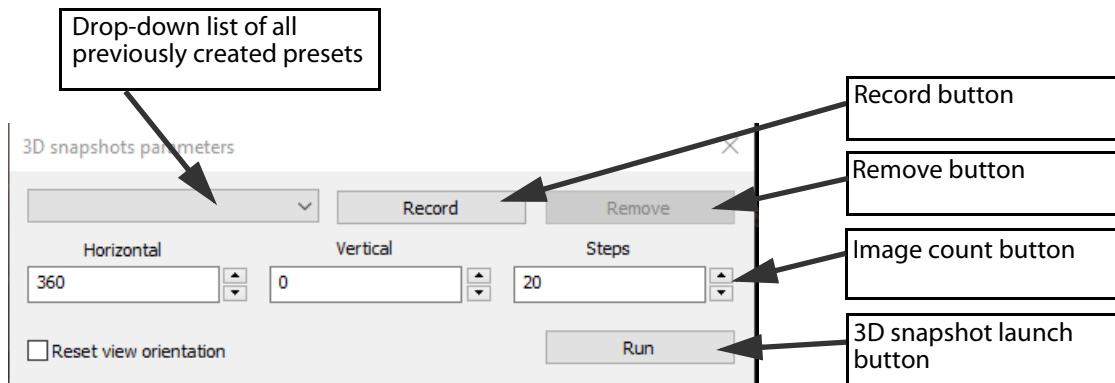 Drop-down list of all
previously created presets
Record button
3D snapshots parameters
Remove button
Record
Remove
Horizontal
Vertical
Steps
Image count button
360
0
20
3D snapshot launch
button
Reset view orientation
Run